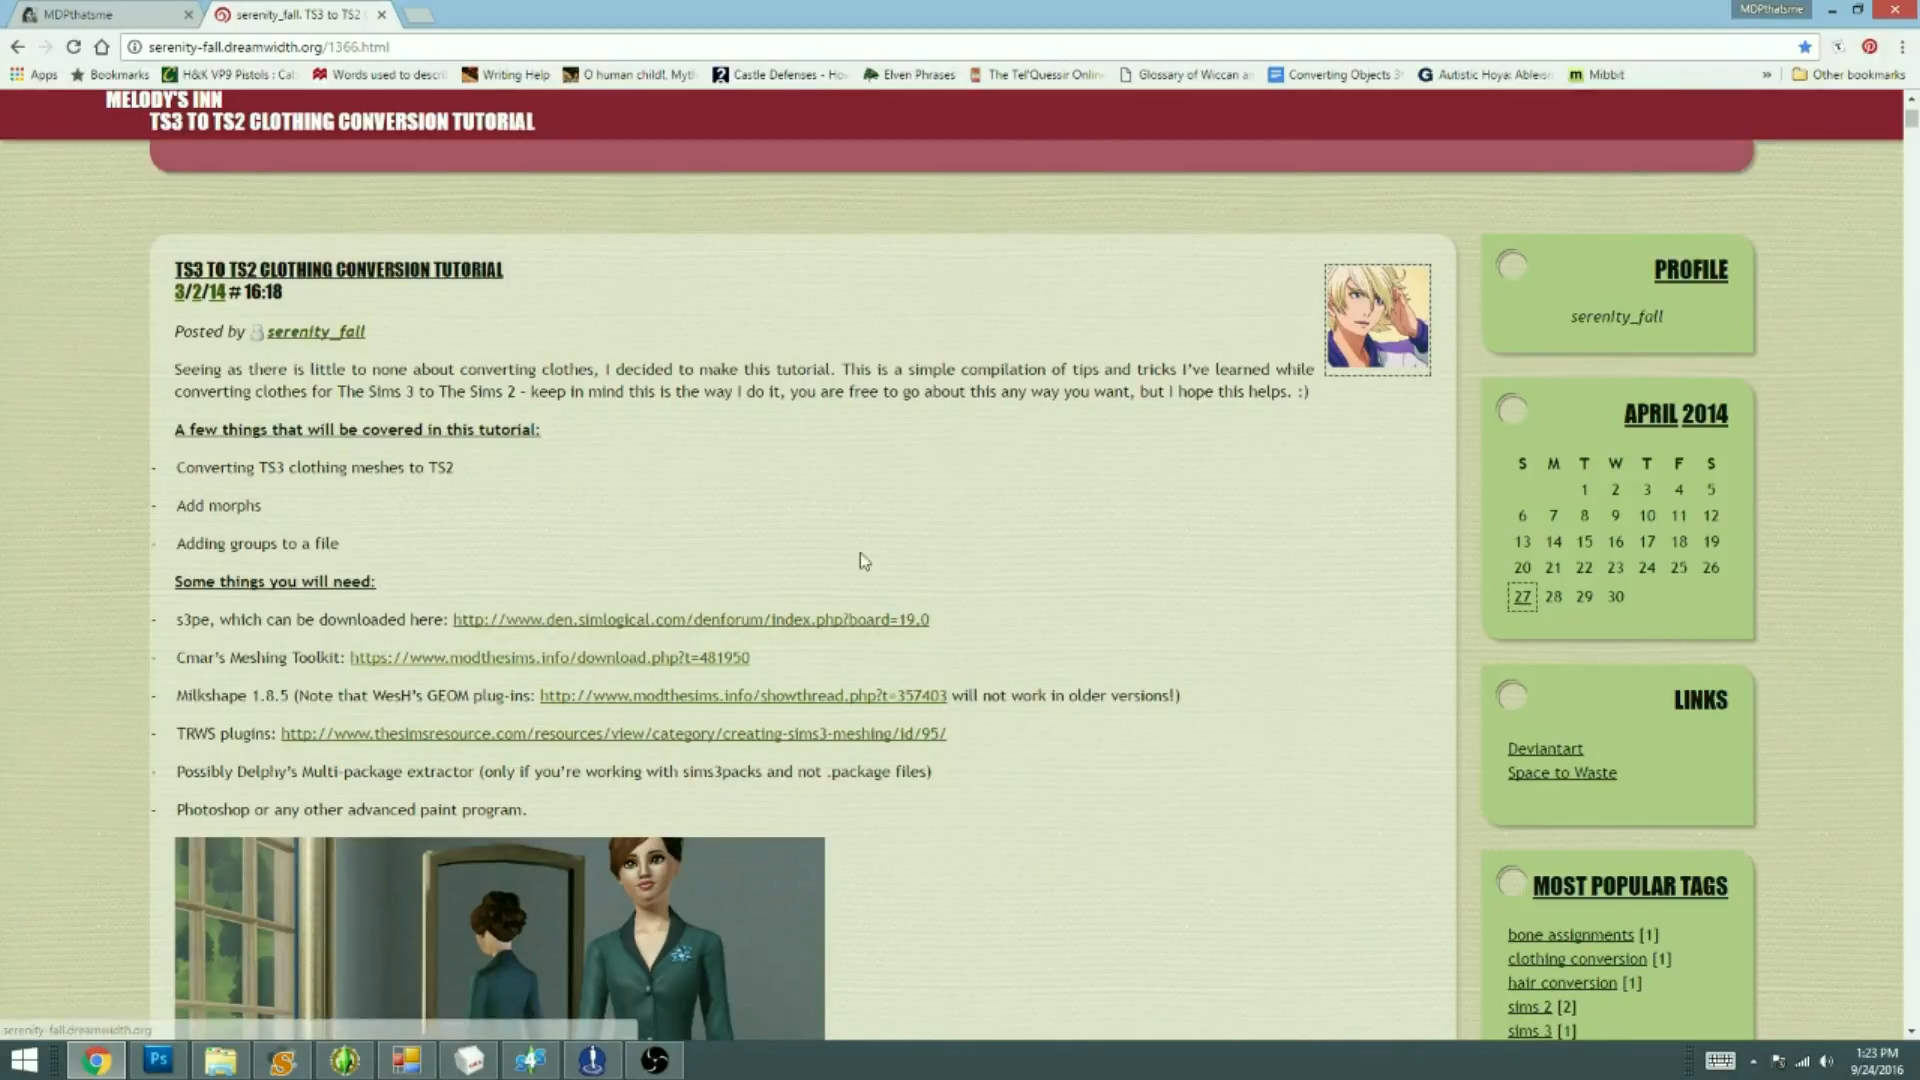 MDPthatsme
serenity_fall. TS3 to TS2
MDPthatsme
serenity-fall.dreamwidth.org/1366.html
Apps Bookmarks H&K VP9 Pistols : Cal Words used to descri Writing Help O human child!, Myth Castle Defenses - Ho Elven Phrases The Tel'Quessir Onlin Glossary of Wiccan a Converting Objects 3 Autistic Hoya: Ableis Mibbit » Other bookmarks
MELODY'S INN
TS3 TO TS2 CLOTHING CONVERSION TUTORIAL
TS3 TO TS2 CLOTHING CONVERSION TUTORIAL
3/2/14 # 16:18
Posted by serenity_fall
Seeing as there is little to none about converting clothes, I decided to make this tutorial. This is a simple compilation of tips and tricks I've learned while
converting clothes for The Sims 3 to The Sims 2 - keep in mind this is the way I do it, you are free to go about this any way you want, but I hope this helps. :)
A few things that will be covered in this tutorial:
- Converting TS3 clothing meshes to TS2
- Add morphs
- Adding groups to a file
Some things you will need:
- s3pe, which can be downloaded here: http://www.den.simlogical.com/denforum/index.php?board=19.0
- Cmar's Meshing Toolkit: https://www.modthesims.info/download.php?t=481950
- Milkshape 1.8.5 (Note that WesH's GEOM plug-ins: http://www.modthesims.info/showthread.php?t=357403 will not work in older versions!)
- TRWS plugins: http://www.thesimsresource.com/resources/view/category/creating-sims3-meshing/id/95/
- Possibly Delphy's Multi-package extractor (only if you're working with sims3packs and not .package files)
- Photoshop or any other advanced paint program.
PROFILE
serenity_fall
APRIL 2014
S M T W T F S
1 2 3 4 5
6 7 8 9 10 11 12
13 14 15 16 17 18 19
20 21 22 23 24 25 26
27 28 29 30
LINKS
Deviantart
Space to Waste
MOST POPULAR TAGS
bone assignments [1]
clothing conversion [1]
hair conversion [1]
sims 2 [2]
sims 3 [1]
serenity-fall.dreamwidth.org
Ps
1:23 PM
9/24/2016